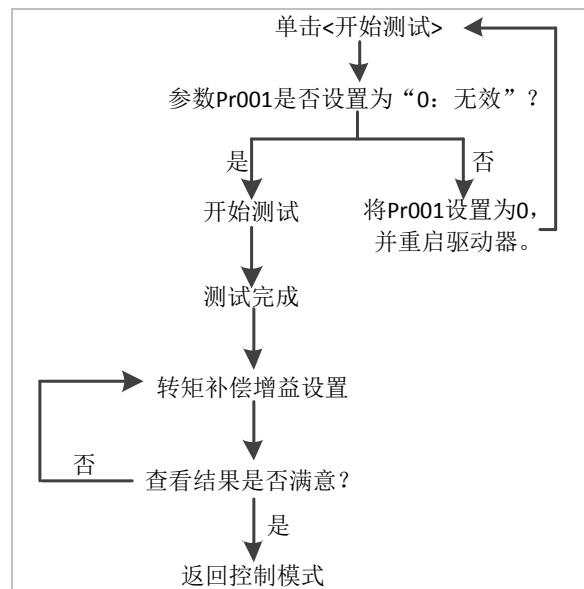 单击<开始测试>
参数Pr001是否设置为“0：无效”？
是
否
开始测试
将Pr001设置为0，
并重启驱动器。
测试完成
转矩补偿增益设置
否
查看结果是否满意？
是
返回控制模式